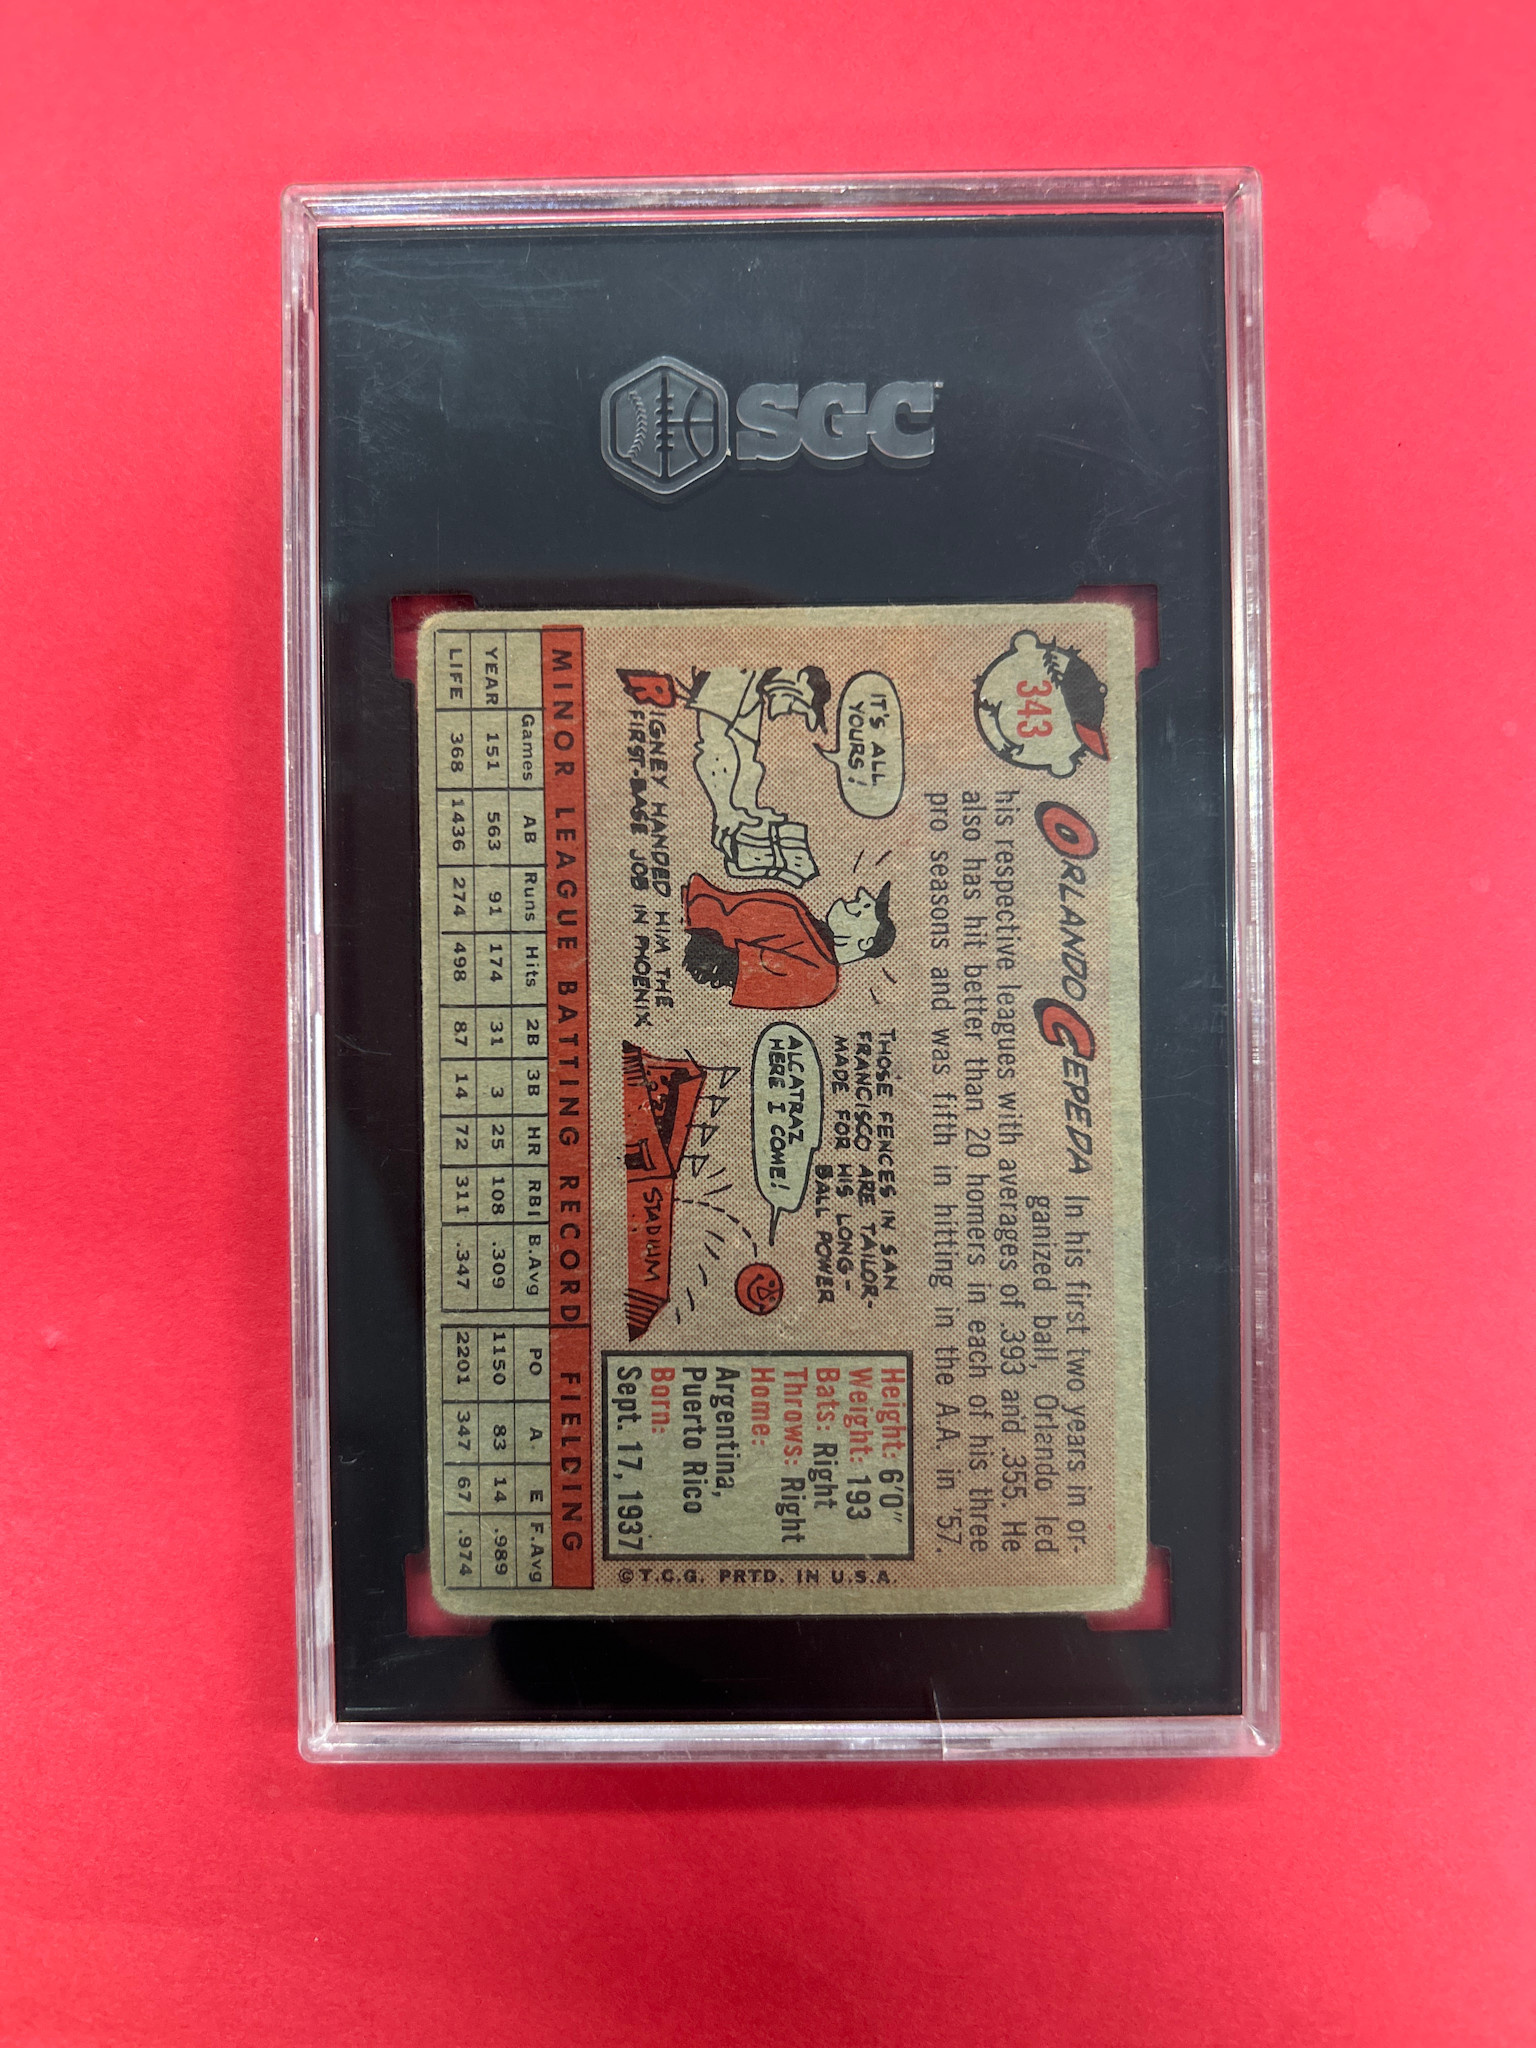 SGC
343
ORLANDO CEPEDA
In his first two years in or-
ganized ball, Orlando led
his respective leagues with averages of .393 and .355. He
also has hit better than 20 homers in each of his three
pro seasons and was fifth in hitting in the A.A. in '57.
IT'S ALL
YOURS!
RIGNEY HANDED HIM THE
FIRST-BASE JOB IN PHOENIX
THOSE FENCES IN SAN
FRANCISCO ARE TAILOR-
MADE FOR HIS LONG-
BALL POWER
ALCATRAZ
HERE I COME!
STADIUM
Height: 6'0"
Weight: 193
Bats: Right
Throws: Right
Home:
Argentina,
Puerto Rico
Born:
Sept. 17, 1937
© T.C.G. PRTD. IN U.S.A.
MINOR LEAGUE BATTING RECORD FIELDING
Games AB Runs Hits 2B 3B HR RBI B.Avg PO A. E F.Avg
YEAR 151 563 91 174 31 3 25 108 .309 1150 83 14 .989
LIFE 368 1436 274 498 87 14 72 311 .347 2201 347 67 .974